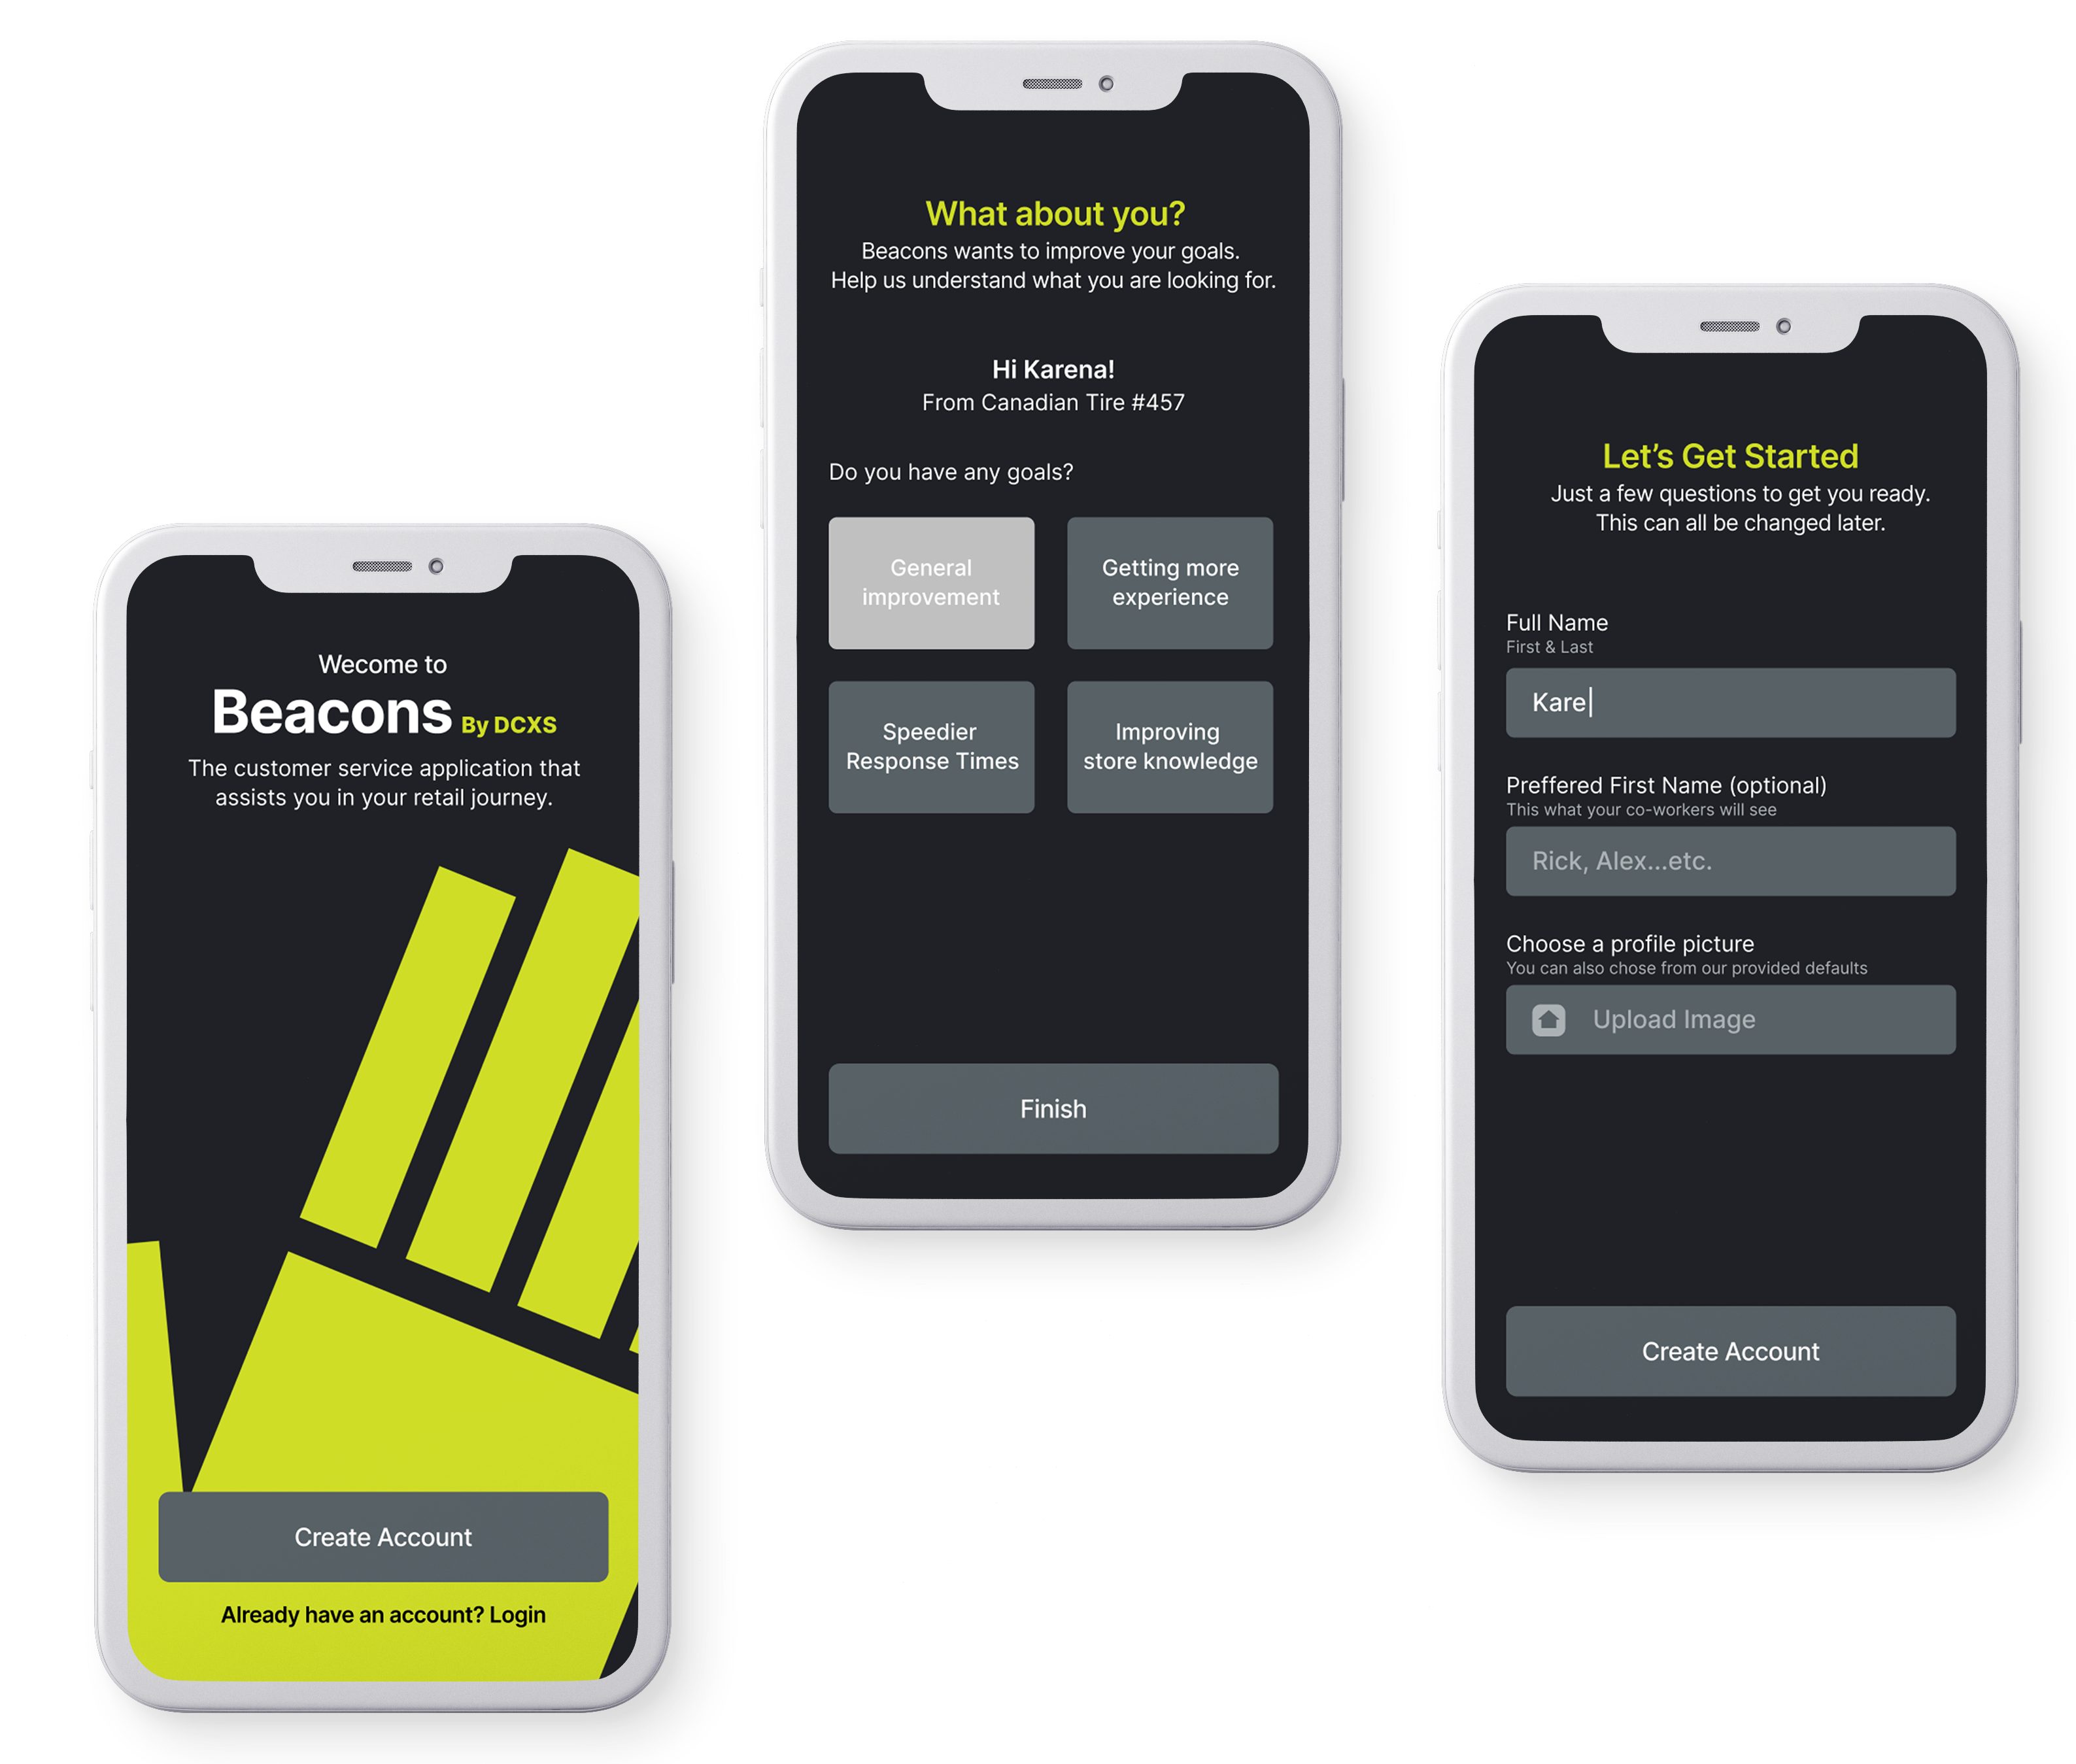 Wecome to
Beacons By DCXS
The customer service application that
assists you in your retail journey.
Create Account
Already have an account? Login
What about you?
Beacons wants to improve your goals.
Help us understand what you are looking for.
Hi Karena!
From Canadian Tire #457
Do you have any goals?
General
improvement
Getting more
experience
Speedier
Response Times
Improving
store knowledge
Finish
Let’s Get Started
Just a few questions to get you ready.
This can all be changed later.
Full Name
First & Last
Kare
Preffered First Name (optional)
This what your co-workers will see
Rick, Alex...etc.
Choose a profile picture
You can also chose from our provided defaults
Upload Image
Create Account